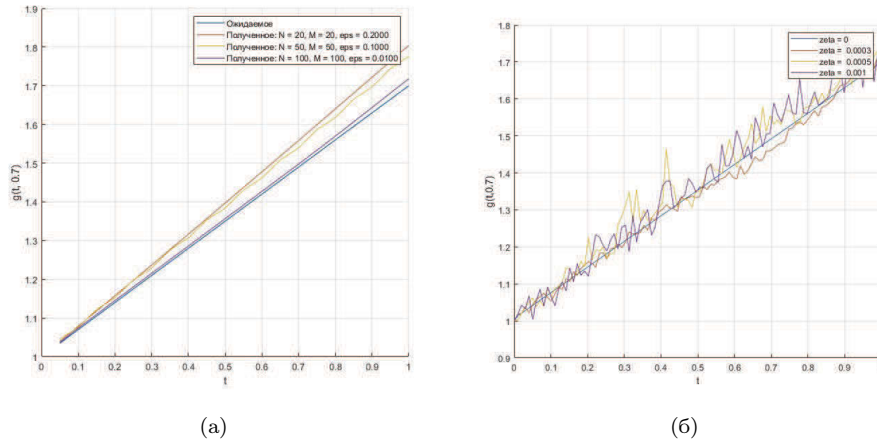 1.9
1.8
1.7
1.6
1.5
1.4
1.3
1.2
1.1
1
g(t, 0.7)
0 0.1 0.2 0.3 0.4 0.5 0.6 0.7 0.8 0.9 1
t
Ожидаемое
Полученное: N = 20, M = 20, eps = 0.2000
Полученное: N = 50, M = 50, eps = 0.1000
Полученное: N = 100, M = 100, eps = 0.0100
(а)
1.8
1.7
1.6
1.5
1.4
1.3
1.2
1.1
1
0.9
g(t,0.7)
0 0.1 0.2 0.3 0.4 0.5 0.6 0.7 0.8 0.9
t
zeta = 0
zeta = 0.0003
zeta = 0.0005
zeta = 0.001
(б)